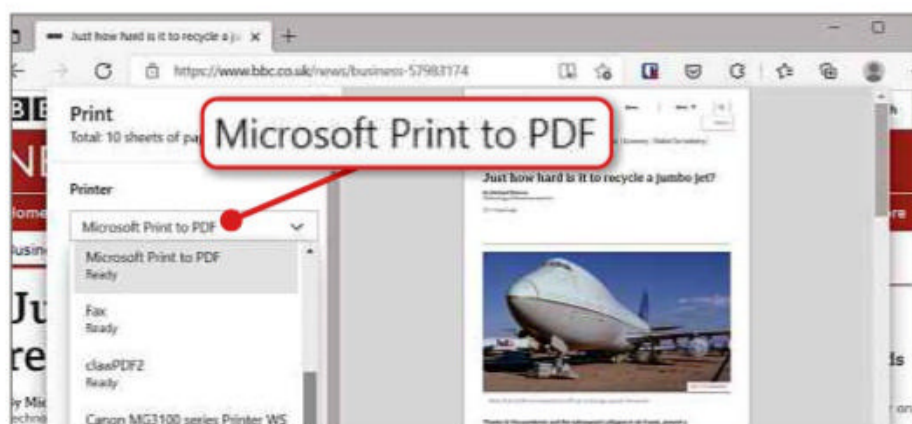 Just how hard is it to recycle a ju
https://www.bbc.co.uk/news/business-57983174
Print
Total: 10 sheets of pap
Microsoft Print to PDF
Just how hard is it to recycle a jumbo jet?
Printer
Microsoft Print to PDF
Microsoft Print to PDF
Ready
Fax
Ready
clawPDF2
Ready
Canon MG3100 series Printer WS